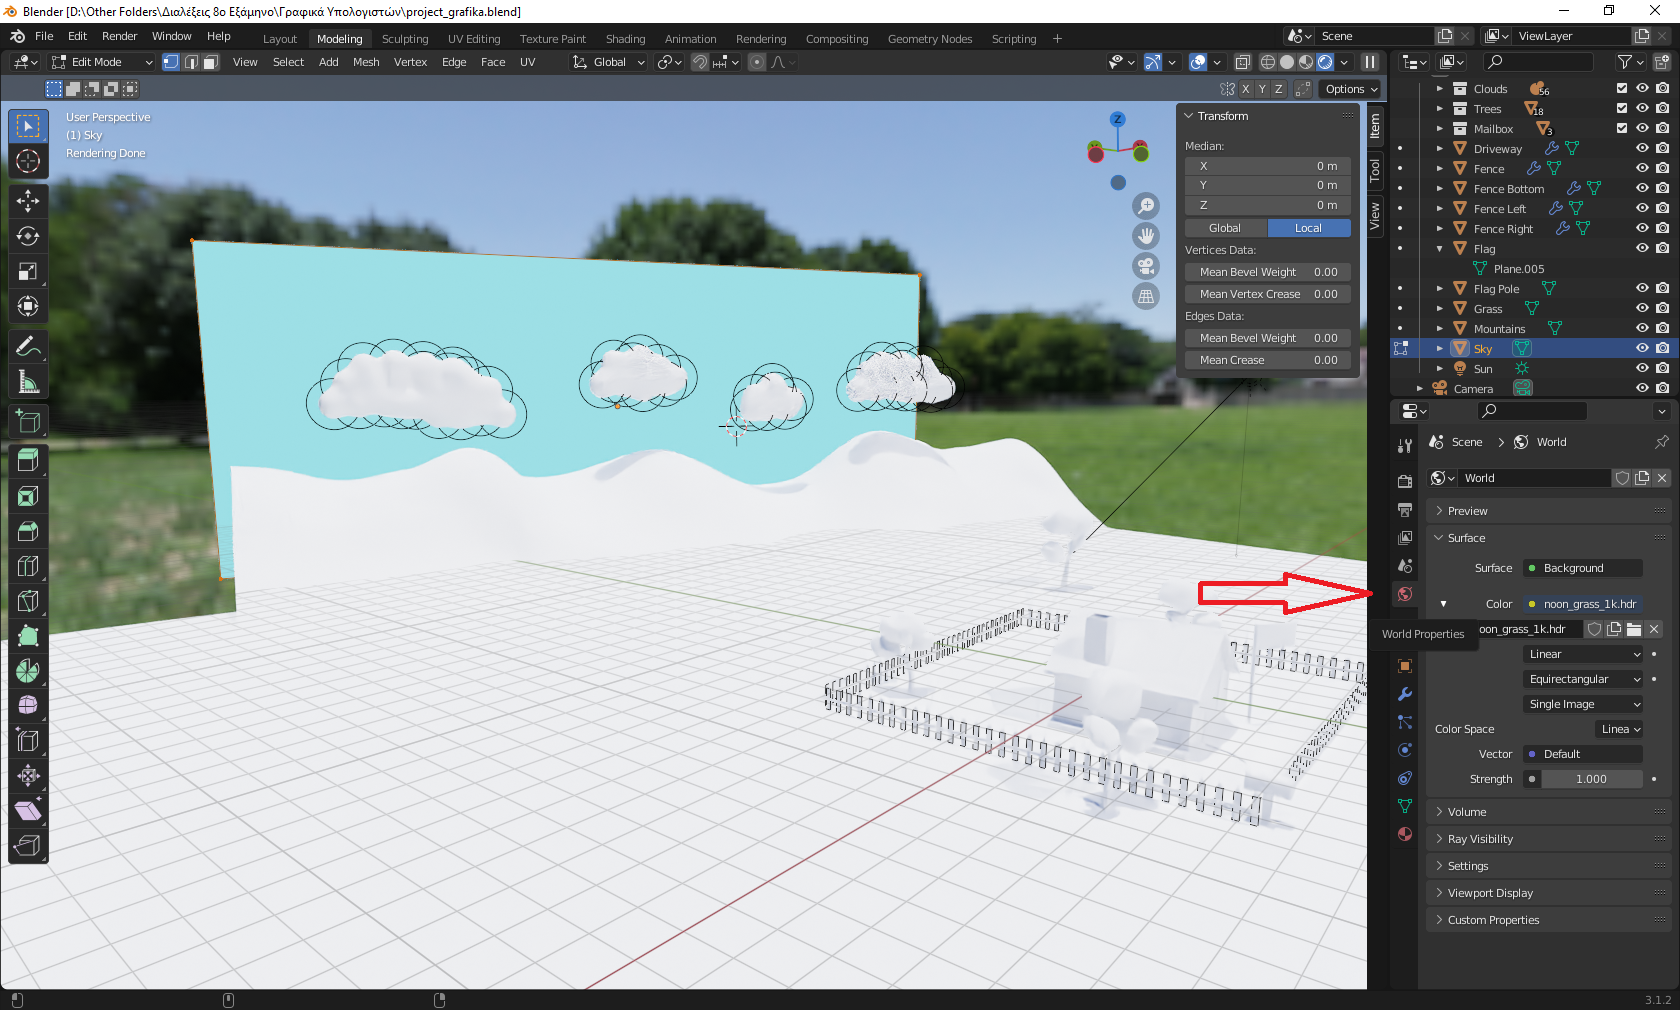 Blender [D:\Other Folders\Διαλέξεις 8ο Εξάμηνο\Γραφικά Υπολογιστών\project_grafika.blend]
File Edit Render Window Help Layout Modeling Sculpting UV Editing Texture Paint Shading Animation Rendering Compositing Geometry Nodes Scripting + Scene ViewLayer
Edit Mode View Select Add Mesh Vertex Edge Face UV Global
X Y Z Options
User Perspective
(1) Sky
Rendering Done
Z
Transform
Median:
X 0 m
Y 0 m
Z 0 m
Global Local
Vertices Data:
Mean Bevel Weight 0.00
Mean Vertex Crease 0.00
Edges Data:
Mean Bevel Weight 0.00
Mean Crease 0.00
Item
Tool
View
Clouds 56
Trees 18
Mailbox 3
Driveway
Fence
Fence Bottom
Fence Left
Fence Right
Flag
Plane.005
Flag Pole
Grass
Mountains
Sky
Sun
Camera
Scene > World
World
Preview
Surface
Surface Background
Color noon_grass_1k.hdr
oon_grass_1k.hdr
World Properties
Linear
Equirectangular
Single Image
Color Space Linea
Vector Default
Strength 1.000
Volume
Ray Visibility
Settings
Viewport Display
Custom Properties
3.1.2